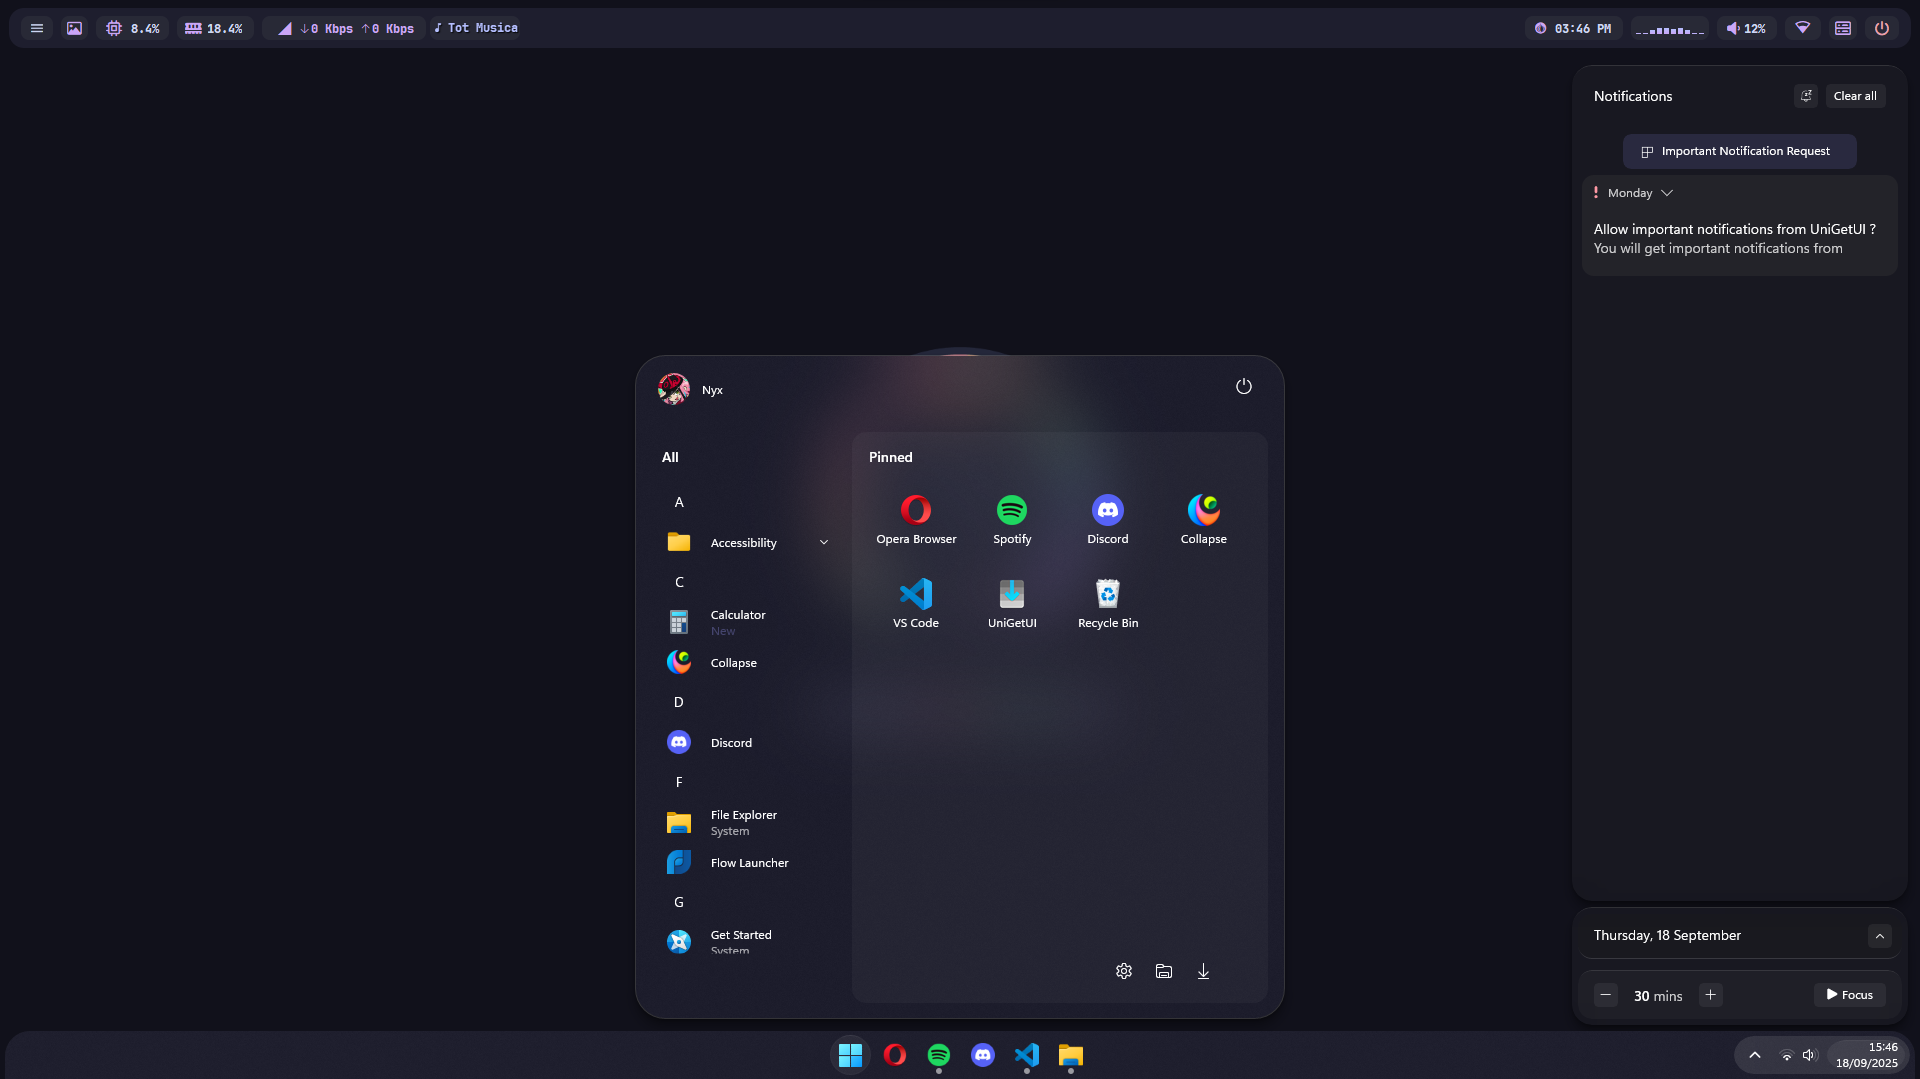 8.4%
18.4%
↓0 Kbps ↑0 Kbps
♪ Tot Musica
03:46 PM
12%
Notifications
Clear all
Important Notification Request
! Monday
Allow important notifications from UniGetUI ?
You will get important notifications from
Nyx
All
A
Accessibility
C
Calculator
New
Collapse
D
Discord
F
File Explorer
System
Flow Launcher
G
Get Started
System
Pinned
Opera Browser
Spotify
Discord
Collapse
VS Code
UniGetUI
Recycle Bin
Thursday, 18 September
30 mins
Focus
15:46
18/09/2025